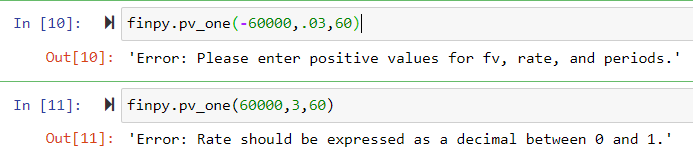 In [10]: finpy.pv_one(-60000,.03,60)
Out[10]: 'Error: Please enter positive values for fv, rate, and periods.'
In [11]: finpy.pv_one(60000,3,60)
Out[11]: 'Error: Rate should be expressed as a decimal between 0 and 1.'